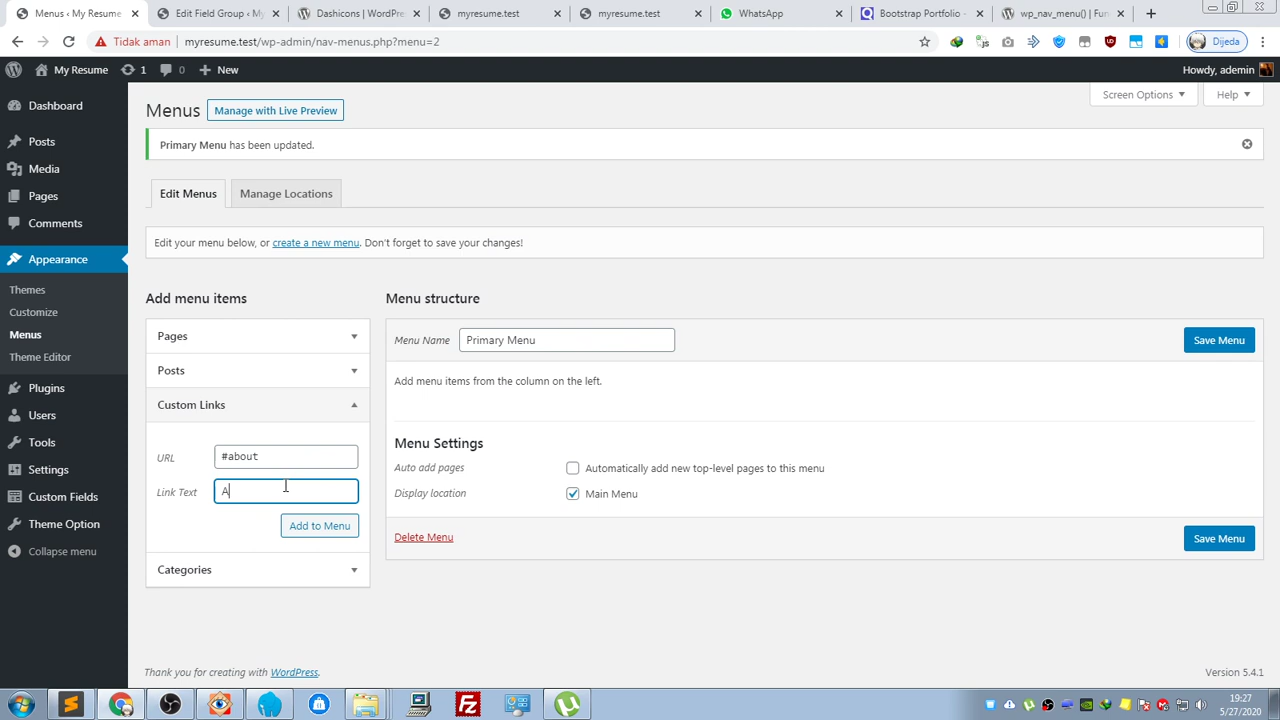 Menus ‹ My Resume
Edit Field Group ‹ My
Dashicons | WordPre
myresume.test
myresume.test
WhatsApp
Bootstrap Portfolio
wp_nav_menu() | Fun
Tidak aman
myresume.test/wp-admin/nav-menus.php?menu=2
Dijeda
My Resume
1
0
New
Howdy, ademin
Dashboard
Posts
Media
Pages
Comments
Appearance
Themes
Customize
Menus
Theme Editor
Plugins
Users
Tools
Settings
Custom Fields
Theme Option
Collapse menu
Screen Options
Help
Menus
Manage with Live Preview
Primary Menu has been updated.
Edit Menus
Manage Locations
Edit your menu below, or create a new menu. Don't forget to save your changes!
Add menu items
Pages
Posts
Custom Links
URL
#about
Link Text
A
Add to Menu
Categories
Menu structure
Menu Name
Primary Menu
Save Menu
Add menu items from the column on the left.
Menu Settings
Auto add pages
Automatically add new top-level pages to this menu
Display location
Main Menu
Delete Menu
Save Menu
Thank you for creating with WordPress.
Version 5.4.1
19:27
5/27/2020